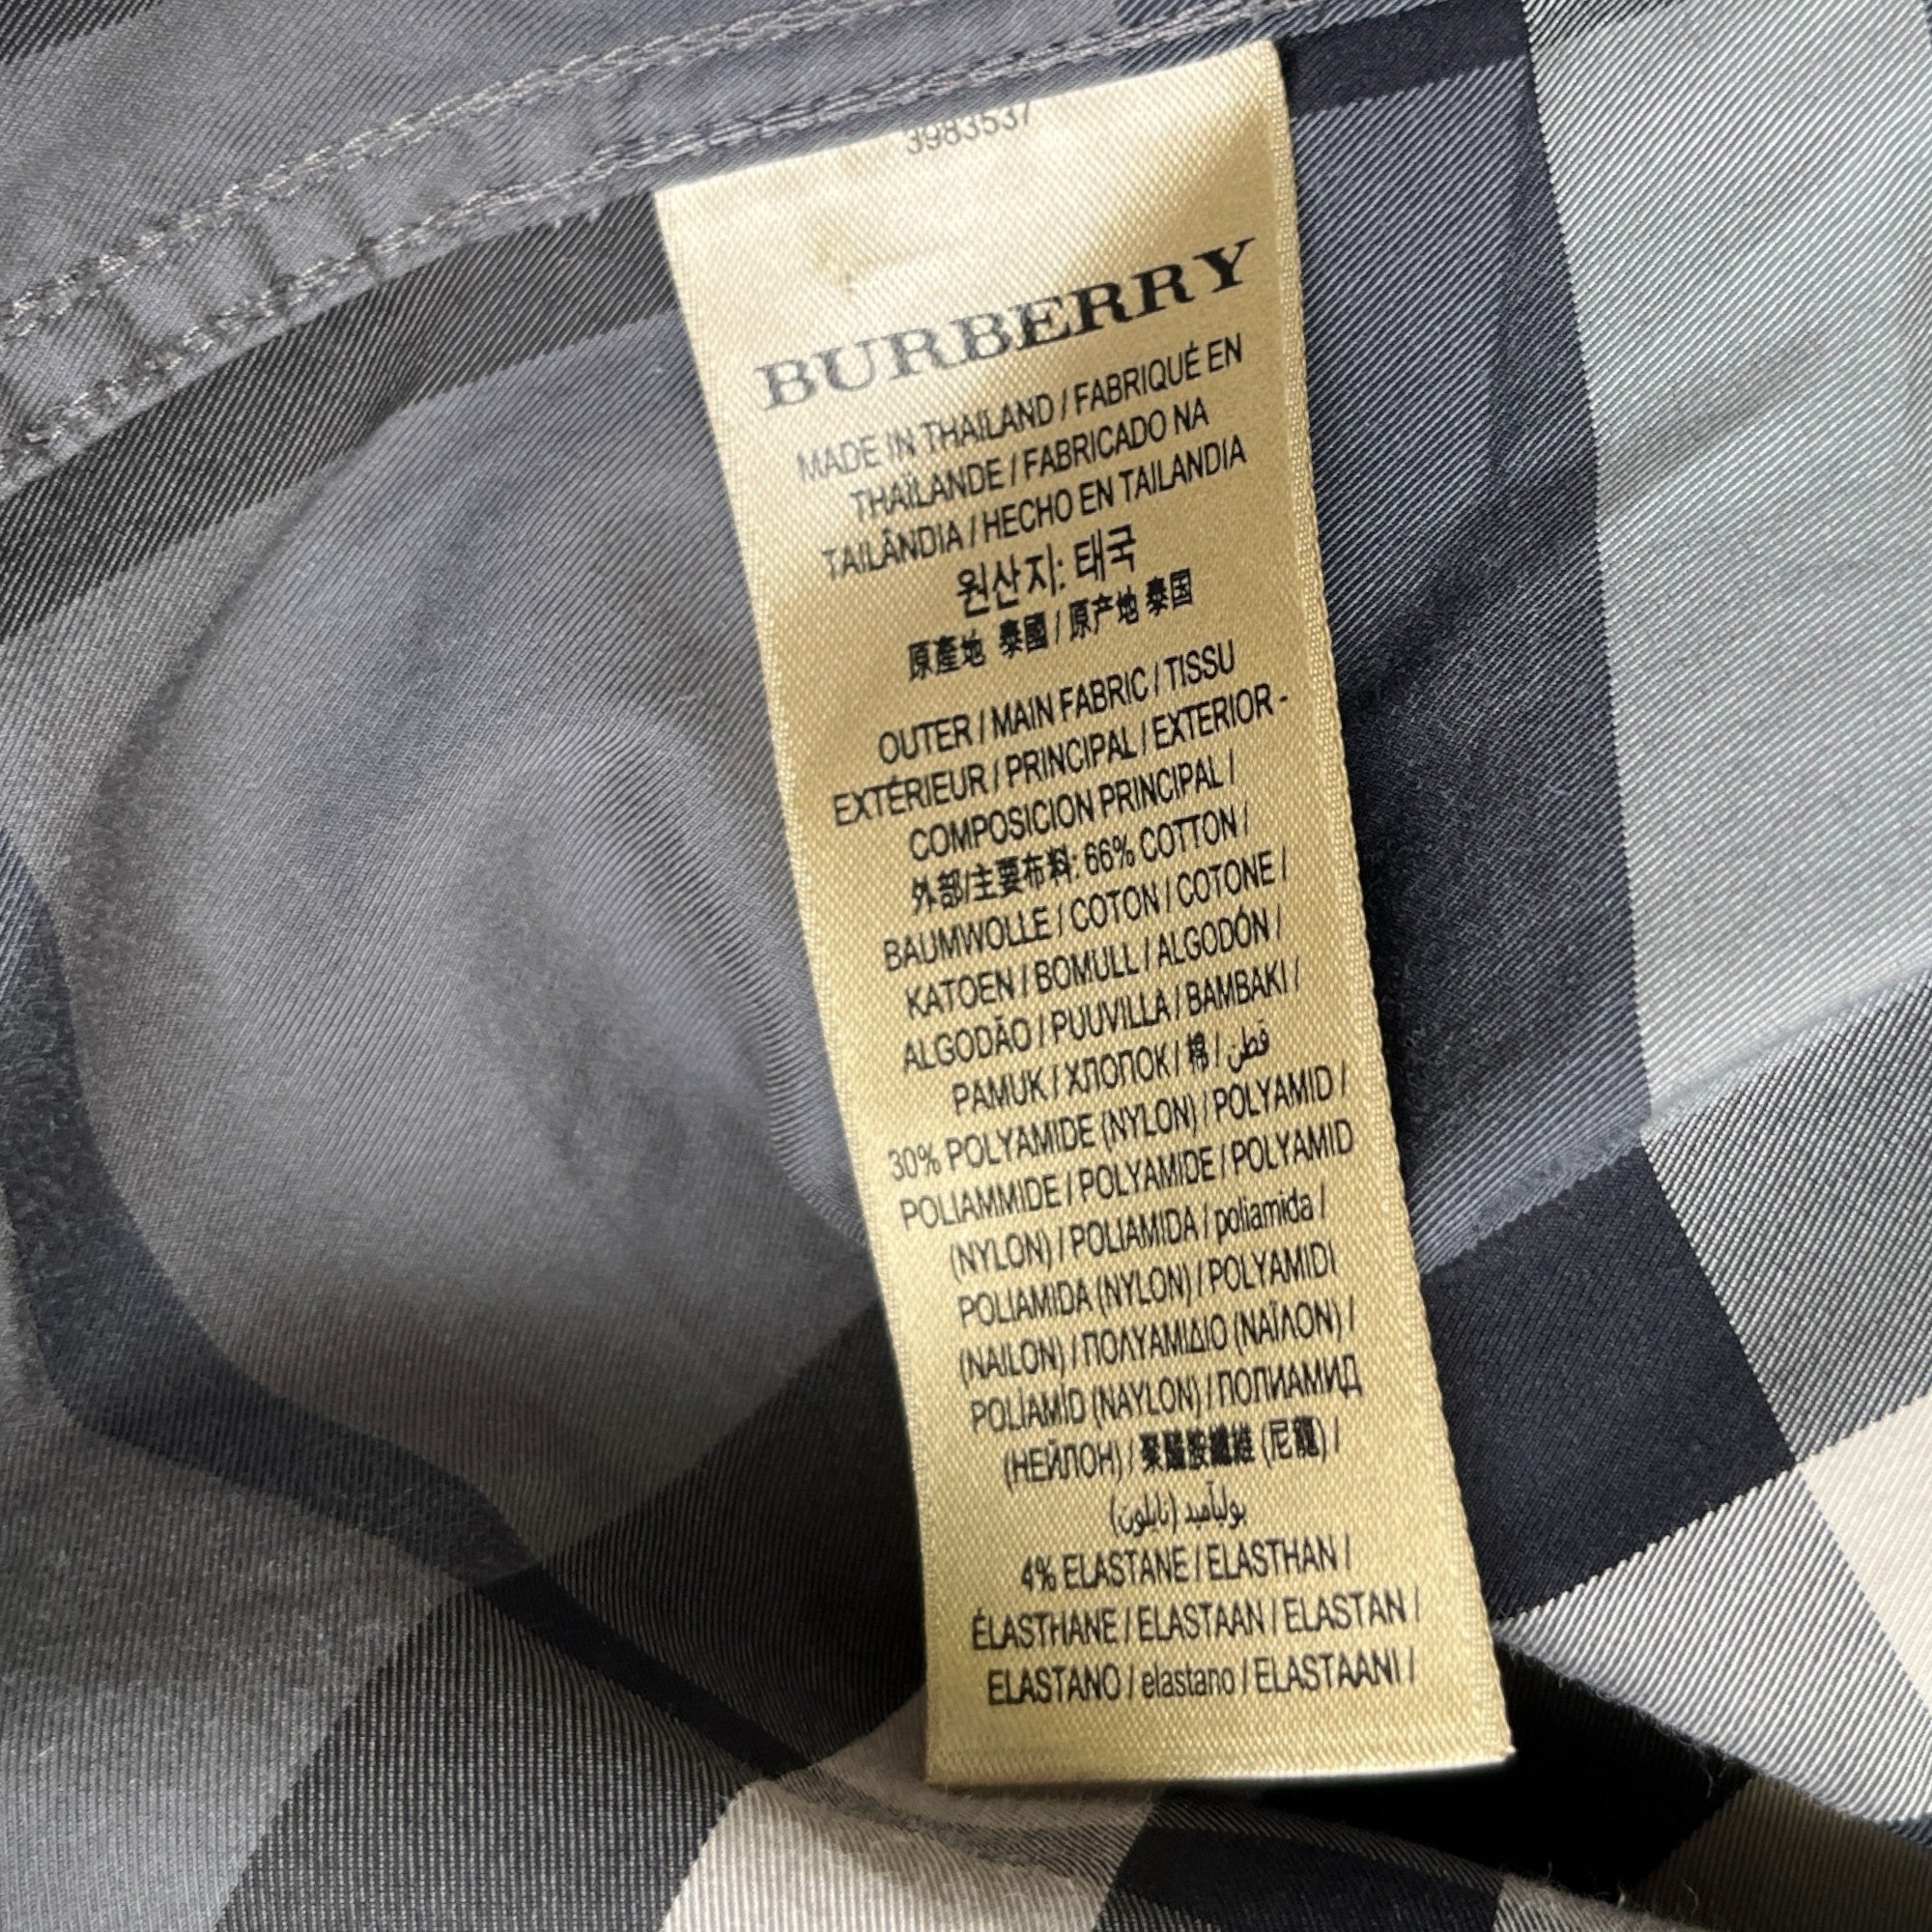 3983537
BURBERRY
MADE IN THAILAND / FABRIQUÉ EN
THAÏLANDE / FABRICADO NA
TAILÂNDIA / HECHO EN TAILANDIA
원산지: 태국
原產地 泰國 / 原产地 泰国
OUTER / MAIN FABRIC / TISSU
EXTÉRIEUR / PRINCIPAL / EXTERIOR -
COMPOSICION PRINCIPAL /
外部/主要布料: 66% COTTON /
BAUMWOLLE / COTON / COTONE /
KATOEN / BOMULL / ALGODÓN /
ALGODÃO / PUUVILLA / BAMBAKI /
PAMUK / ХЛОПОК / 棉 / قطن
30% POLYAMIDE (NYLON) / POLYAMID /
POLIAMMIDE / POLYAMIDE / POLYAMID
(NYLON) / POLIAMIDA / poliamida /
POLIAMIDA (NYLON) / POLYAMIDI
(NAILON) / ΠΟΛΥΑΜΙΔΙΟ (ΝΑΪΛΟΝ) /
POLİAMİD (NAYLON) / ПОЛИАМИД
(НЕЙЛОН) / 聚醯胺纖維 (尼龍) /
بوليآميد (نايلون)
4% ELASTANE / ELASTHAN /
ÉLASTHANE / ELASTAAN / ELASTAN /
ELASTANO / elastano / ELASTAANI /